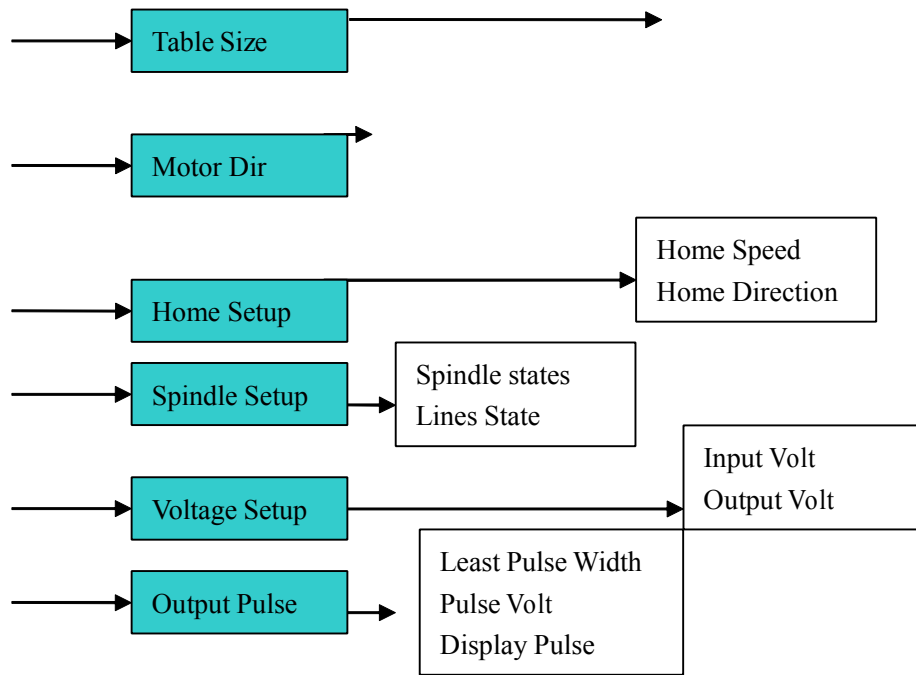 Table Size
Motor Dir
Home Setup
Home Speed
Home Direction
Spindle Setup
Spindle states
Lines State
Voltage Setup
Input Volt
Output Volt
Output Pulse
Least Pulse Width
Pulse Volt
Display Pulse